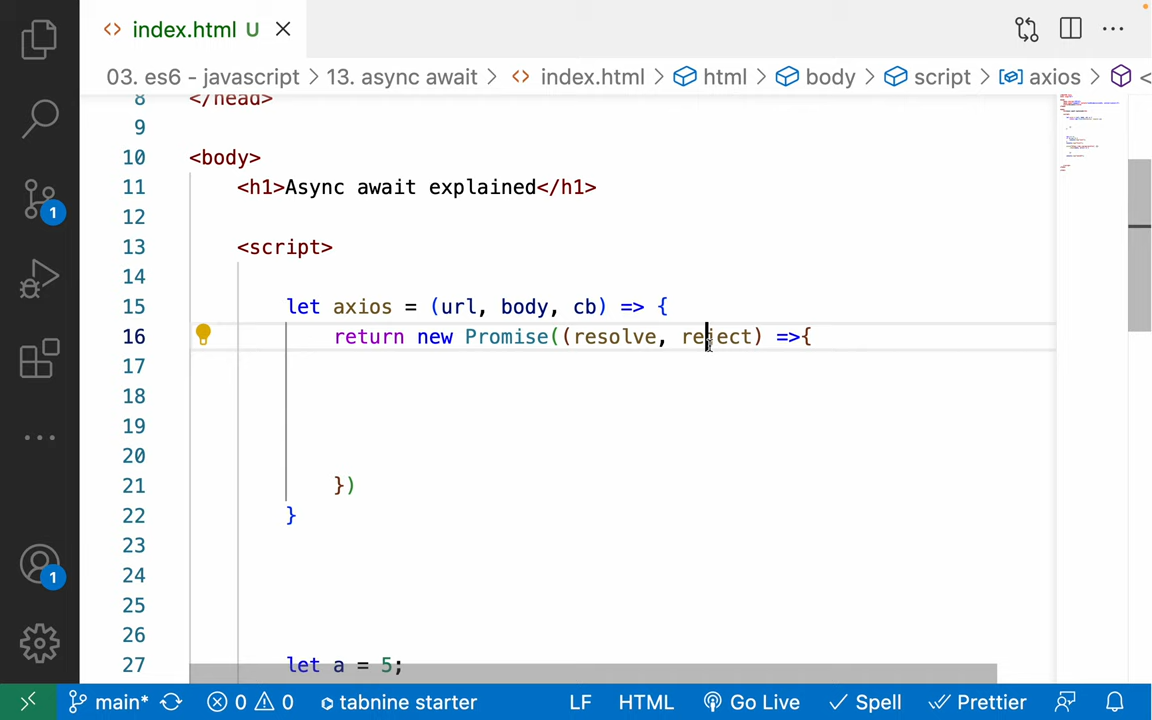 index.html U
03. es6 - javascript > 13. async await > index.html > html > body > script > axios > <
8 </head>
9
10 <body>
11 <h1>Async await explained</h1>
12
13 <script>
14
15 let axios = (url, body, cb) => {
16 return new Promise((resolve, reject) =>{
17
18
19
20
21 })
22 }
23
24
25
26
27 let a = 5;
1
1
main* 0 0 tabnine starter LF HTML Go Live Spell Prettier